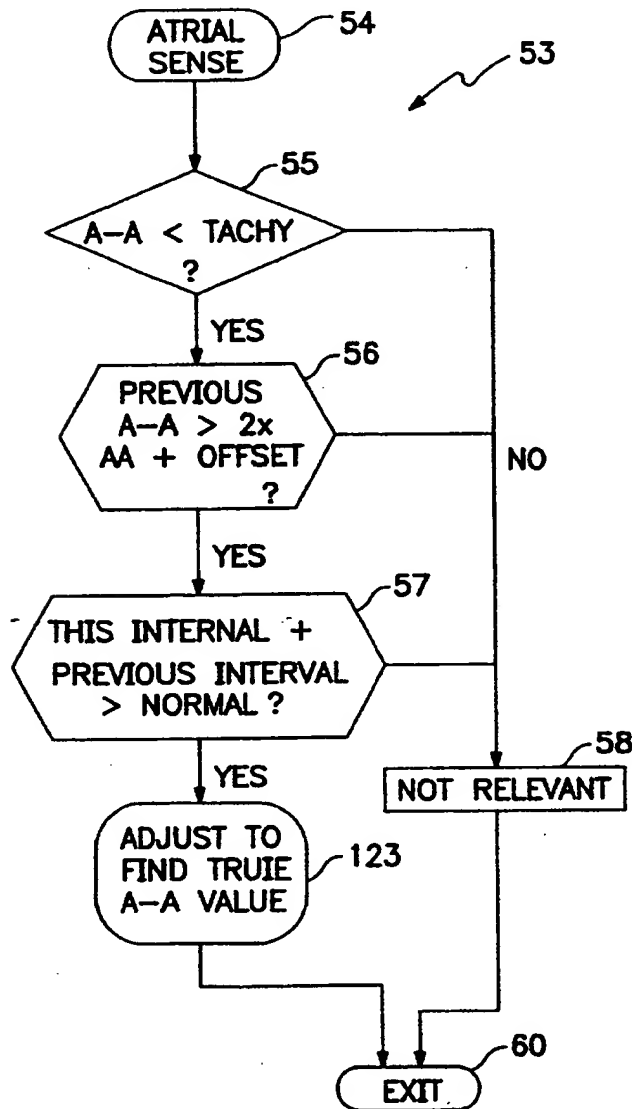 ATRIAL
SENSE
54
53
55
A-A < TACHY
?
YES
56
PREVIOUS
A-A > 2x
AA + OFFSET
?
NO
YES
57
THIS INTERNAL +
PREVIOUS INTERVAL
> NORMAL ?
YES
58
NOT RELEVANT
ADJUST TO
FIND TRUIE
A-A VALUE
123
60
EXIT